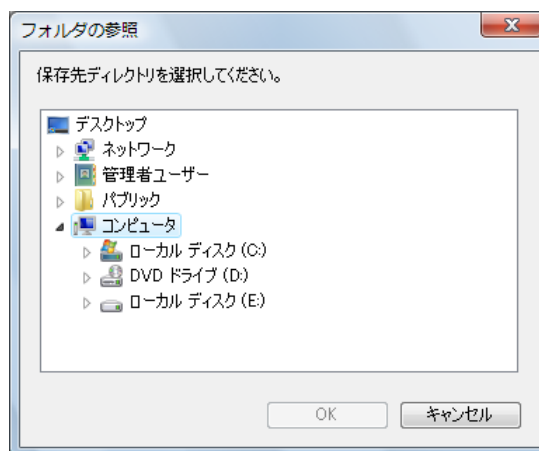 フォルダの参照
保存先ディレクトリを選択してください。
デスクトップ
ネットワーク
管理者ユーザー
パブリック
コンピュータ
ローカル ディスク (C:)
DVD ドライブ (D:)
ローカル ディスク (E:)
OK
キャンセル